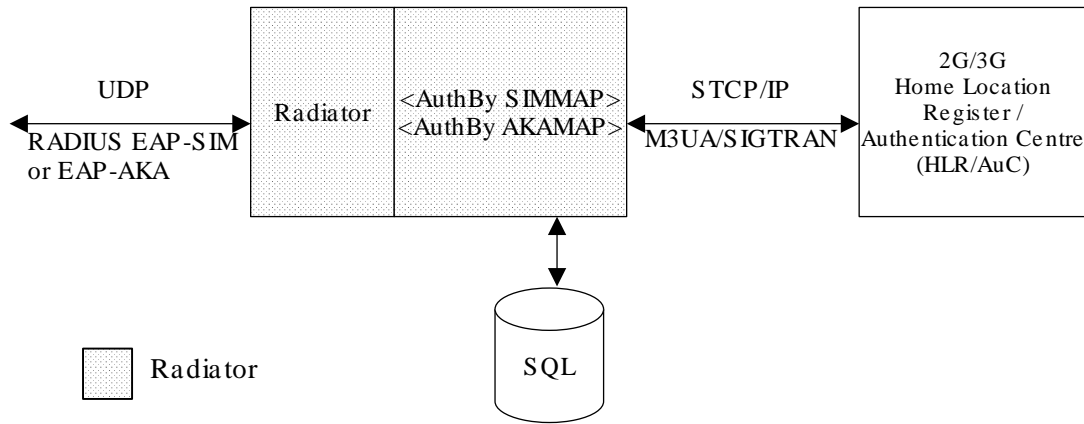 UDP
RADIUS EAP-SIM
or EAP-AKA
Radiator
<AuthBy SIMMAP>
<AuthBy AKAMAP>
STCP/IP
M3UA/SIGTRAN
2G/3G
Home Location
Register /
Authentication Centre
(HLR/AuC)
SQL
Radiator